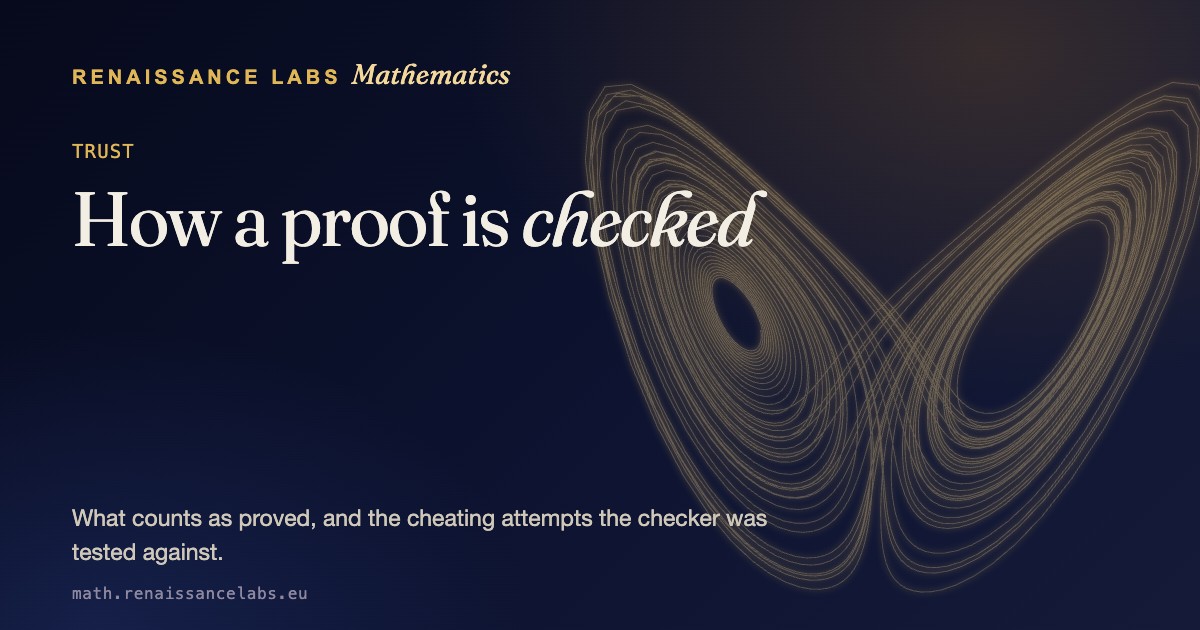 RENAISSANCE LABS Mathematics
TRUST
How a proof is checked
What counts as proved, and the cheating attempts the checker was
tested against.
math.renaissancelabs.eu